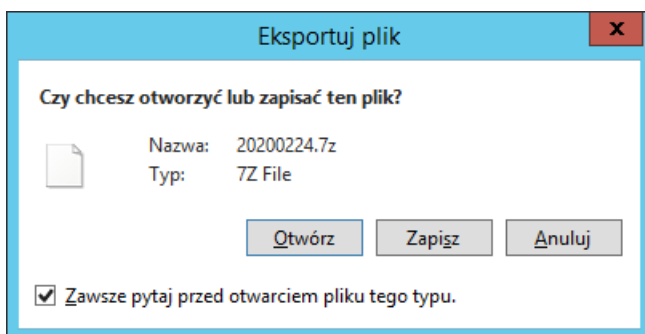 Eksportuj plik
x
Czy chcesz otworzyć lub zapisać ten plik?
Nazwa: 20200224.7z
Typ: 7Z File
Otwórz Zapisz Anuluj
Zawsze pytaj przed otwarciem pliku tego typu.